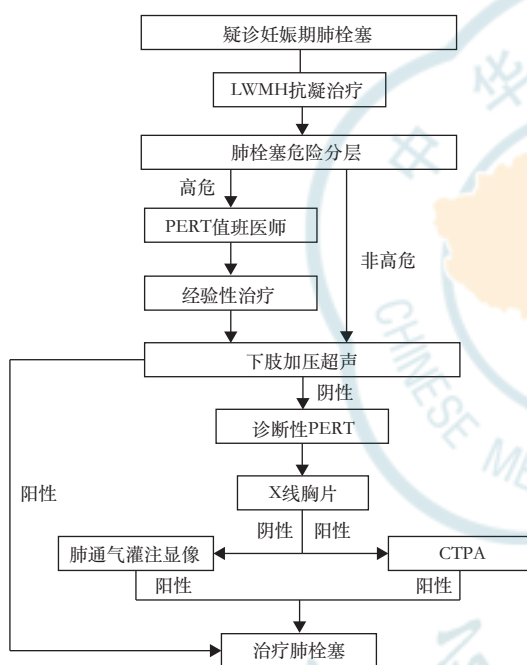 疑诊妊娠期肺栓塞
LWMH抗凝治疗
肺栓塞危险分层
高危
PERT值班医师
非高危
经验性治疗
下肢加压超声
阴性
诊断性PERT
阳性
X线胸片
阴性 阳性
肺通气灌注显像 CTPA
阳性 阳性
治疗肺栓塞
中 华
CHINESE ME